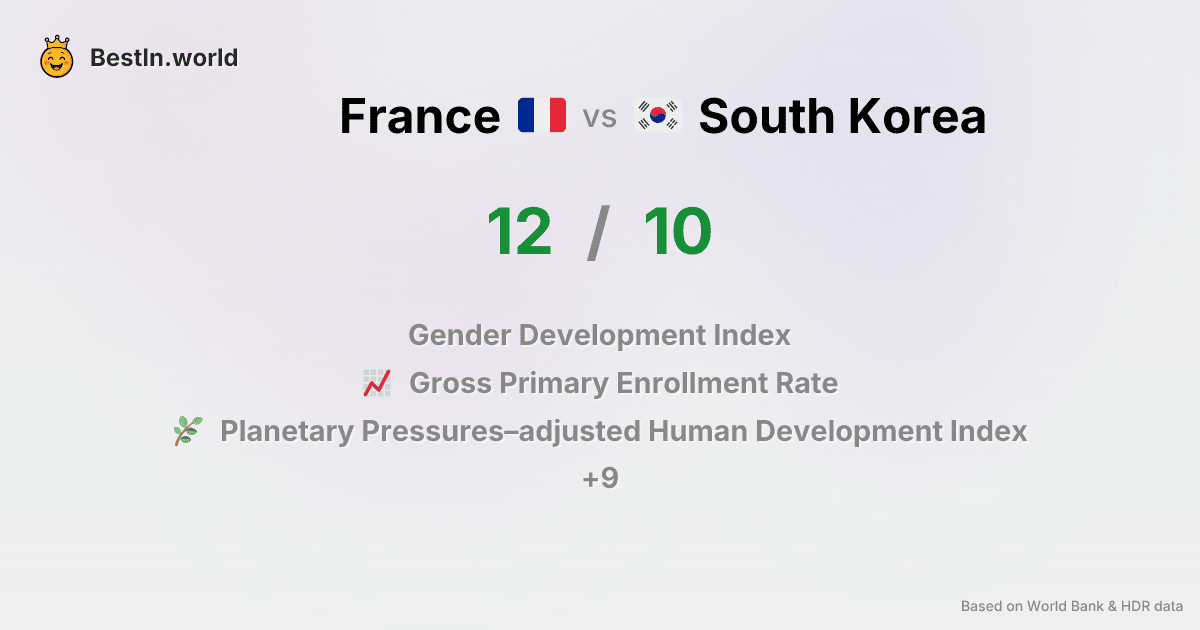 BestIn.world
France vs South Korea
12 / 10
Gender Development Index
Gross Primary Enrollment Rate
Planetary Pressures–adjusted Human Development Index
+9
Based on World Bank & HDR data